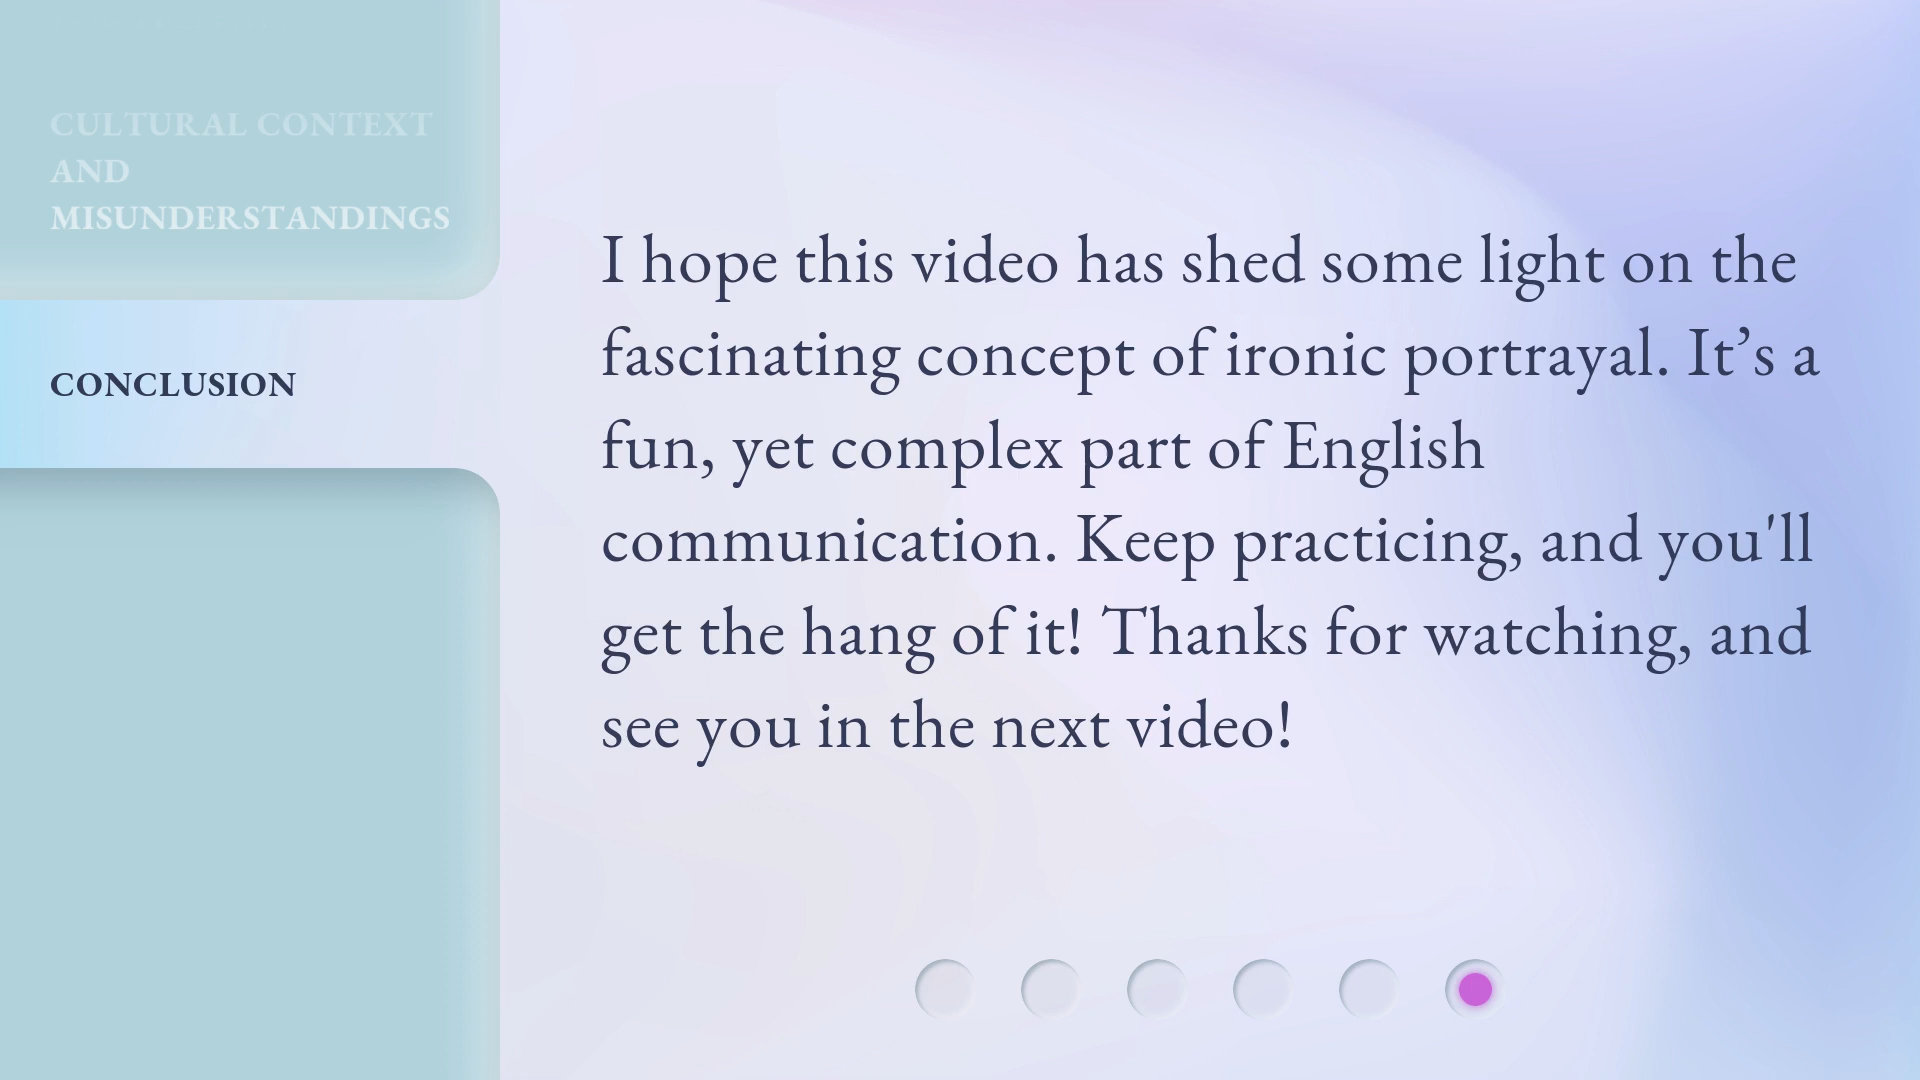 CULTURAL CONTEXT
AND
MISUNDERSTANDINGS
CONCLUSION
I hope this video has shed some light on the
fascinating concept of ironic portrayal. It’s a
fun, yet complex part of English
communication. Keep practicing, and you'll
get the hang of it! Thanks for watching, and
see you in the next video!